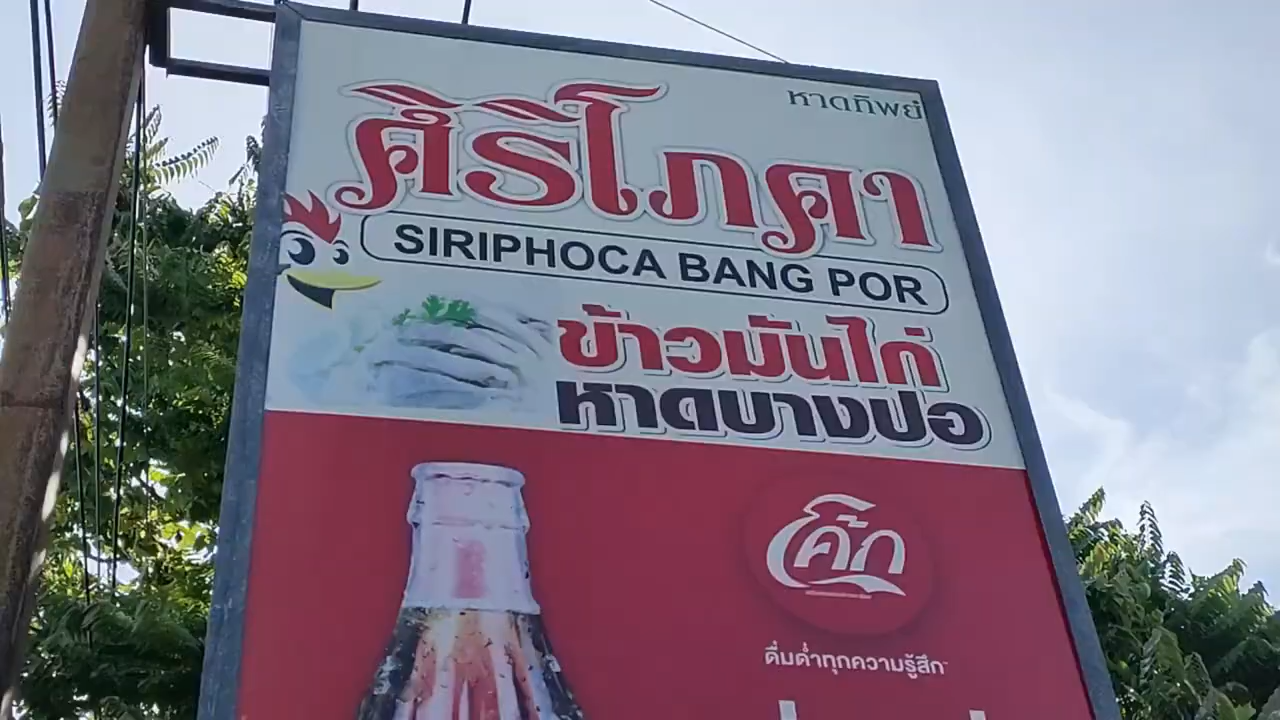 หาดทิพย์
ศิริโภคา
SIRIPHOCA BANG POR
ข้าวมันไก่
หาดบางปอ
โค๊ก
ดื่มด่ำทุกความรู้สึก